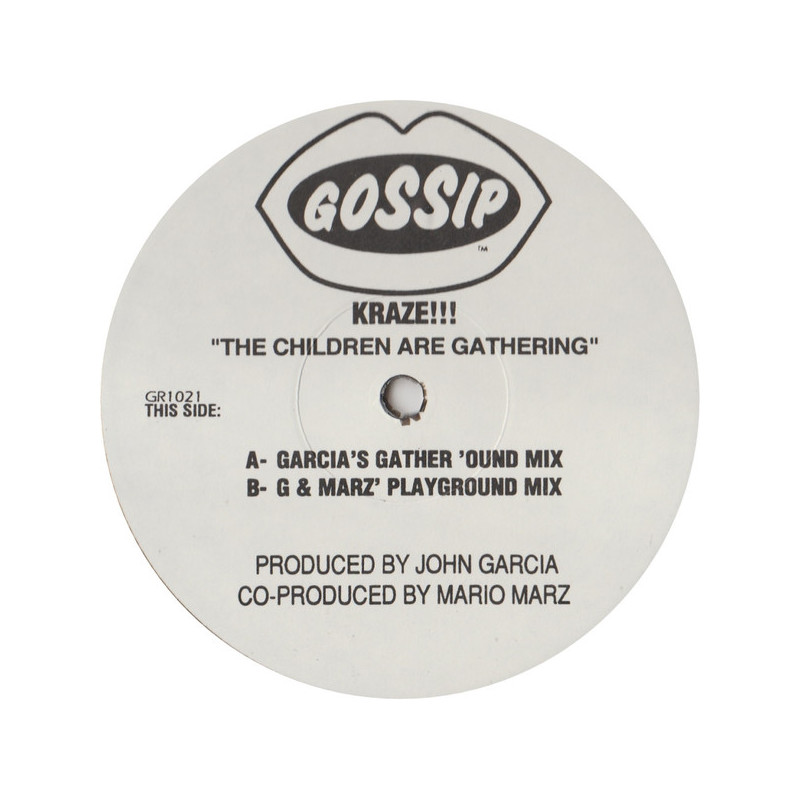 GOSSIP
™
KRAZE!!!
"THE CHILDREN ARE GATHERING"
GR1021
THIS SIDE:
A- GARCIA'S GATHER 'OUND MIX
B- G & MARZ' PLAYGROUND MIX
PRODUCED BY JOHN GARCIA
CO-PRODUCED BY MARIO MARZ